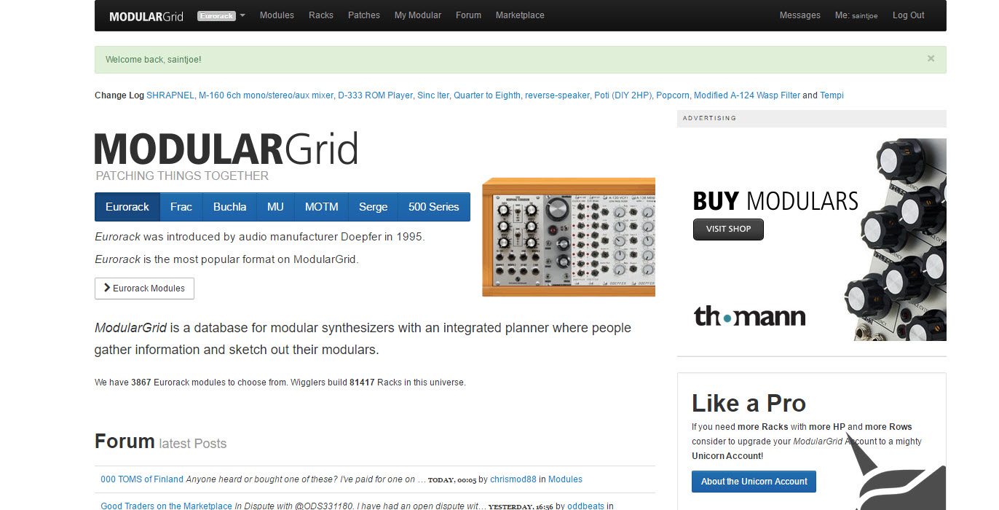 MODULARGrid Eurorack Modules Racks Patches My Modular Forum Marketplace Messages Me: saintjoe Log Out
Welcome back, saintjoe! ×
Change Log SHRAPNEL, M-160 6ch mono/stereo/aux mixer, D-333 ROM Player, Sinc Iter, Quarter to Eighth, reverse-speaker, Poti (DIY 2HP), Popcorn, Modified A-124 Wasp Filter and Tempi
MODULARGrid
PATCHING THINGS TOGETHER
Eurorack Frac Buchla MU MOTM Serge 500 Series
Eurorack was introduced by audio manufacturer Doepfer in 1995.
Eurorack is the most popular format on ModularGrid.
Eurorack Modules
ModularGrid is a database for modular synthesizers with an integrated planner where people
gather information and sketch out their modulars.
We have 3867 Eurorack modules to choose from. Wigglers build 81417 Racks in this universe.
Forum latest Posts
000 TOMS of Finland Anyone heard or bought one of these? I've paid for one on ... TODAY, 00:05 by chrismod88 in Modules
Good Traders on the Marketplace In Dispute with @ODS331180. I have had an open dispute wit... YESTERDAY, 16:56 by oddbeats in
ADVERTISING
BUY MODULARS
VISIT SHOP
thomann
Like a Pro
If you need more Racks with more HP and more Rows
consider to upgrade your ModularGrid Account to a mighty
Unicorn Account!
About the Unicorn Account